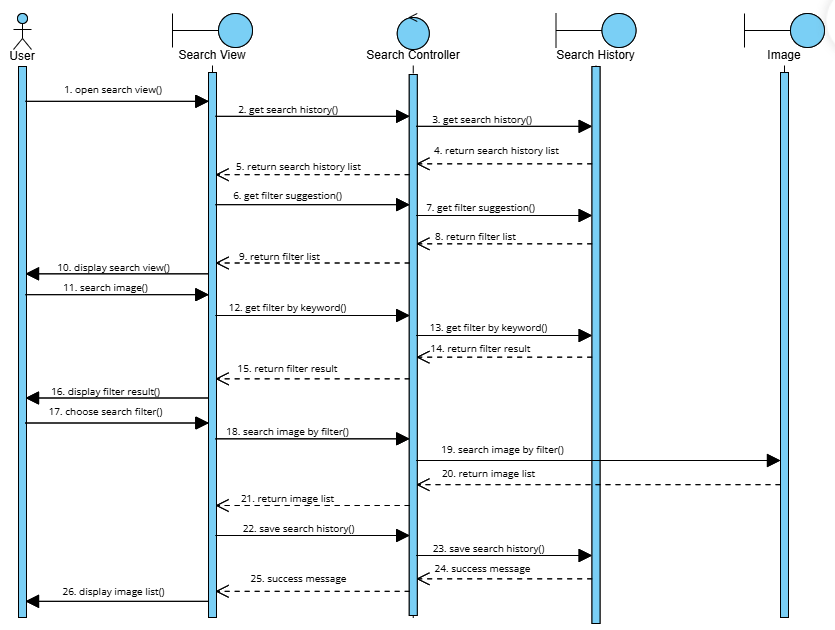 User
Search View
Search Controller
Search History
Image
1. open search view()
2. get search history()
3. get search history()
4. return search history list
5. return search history list
6. get filter suggestion()
7. get filter suggestion()
8. return filter list
9. return filter list
10. display search view()
11. search image()
12. get filter by keyword()
13. get filter by keyword()
14. return filter result
15. return filter result
16. display filter result()
17. choose search filter()
18. search image by filter()
19. search image by filter()
20. return image list
21. return image list
22. save search history()
23. save search history()
24. success message
25. success message
26. display image list()